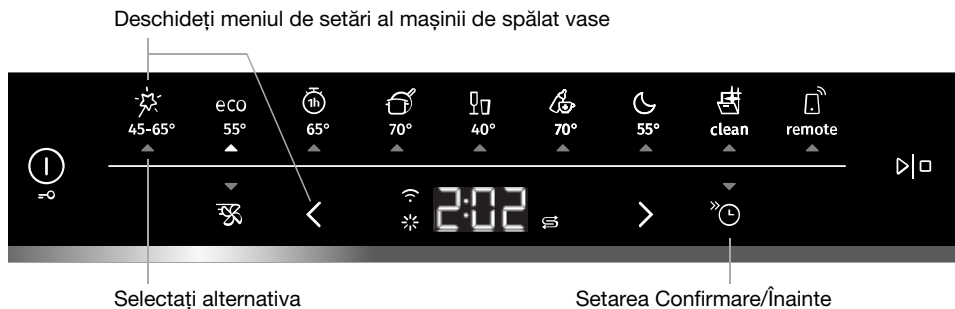 Deschideți meniul de setări al mașinii de spălat vase
eco 1h
45-65° 55° 65° 70° 40° 70° 55° clean remote
2:02
Selectați alternativa Setarea Confirmare/Înainte